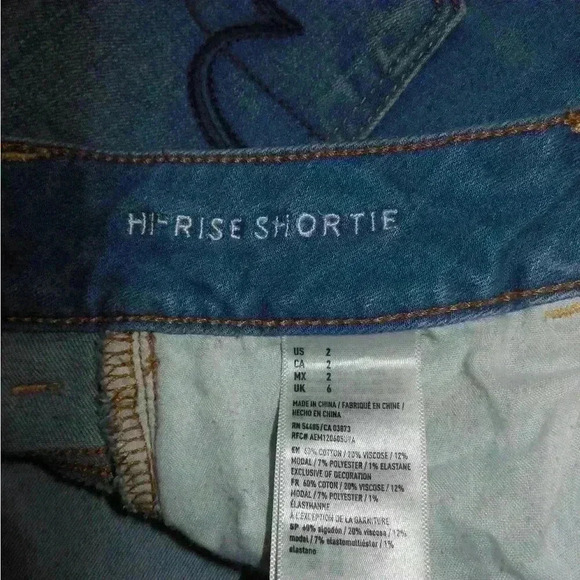 HI-RISE SHORTIE
US 2
CA 2
MX 2
UK 6
MADE IN CHINA / FABRIQUÉ EN CHINE /
HECHO EN CHINA
RN 54485/CA 03873
RFC# AEM120605U9A
EN 60% COTTON / 20% VISCOSE / 12%
MODAL / 7% POLYESTER / 1% ELASTANE
EXCLUSIVE OF DECORATION
FR 60% COTON / 20% VISCOSE / 12%
MODAL / 7% POLYESTER / 1%
ÉLASTHANNE
À L'EXCEPTION DE LA GARNITURE
SP 60% algodón / 20% viscosa / 12%
modal / 7% elastomultiéster / 1%
elastano